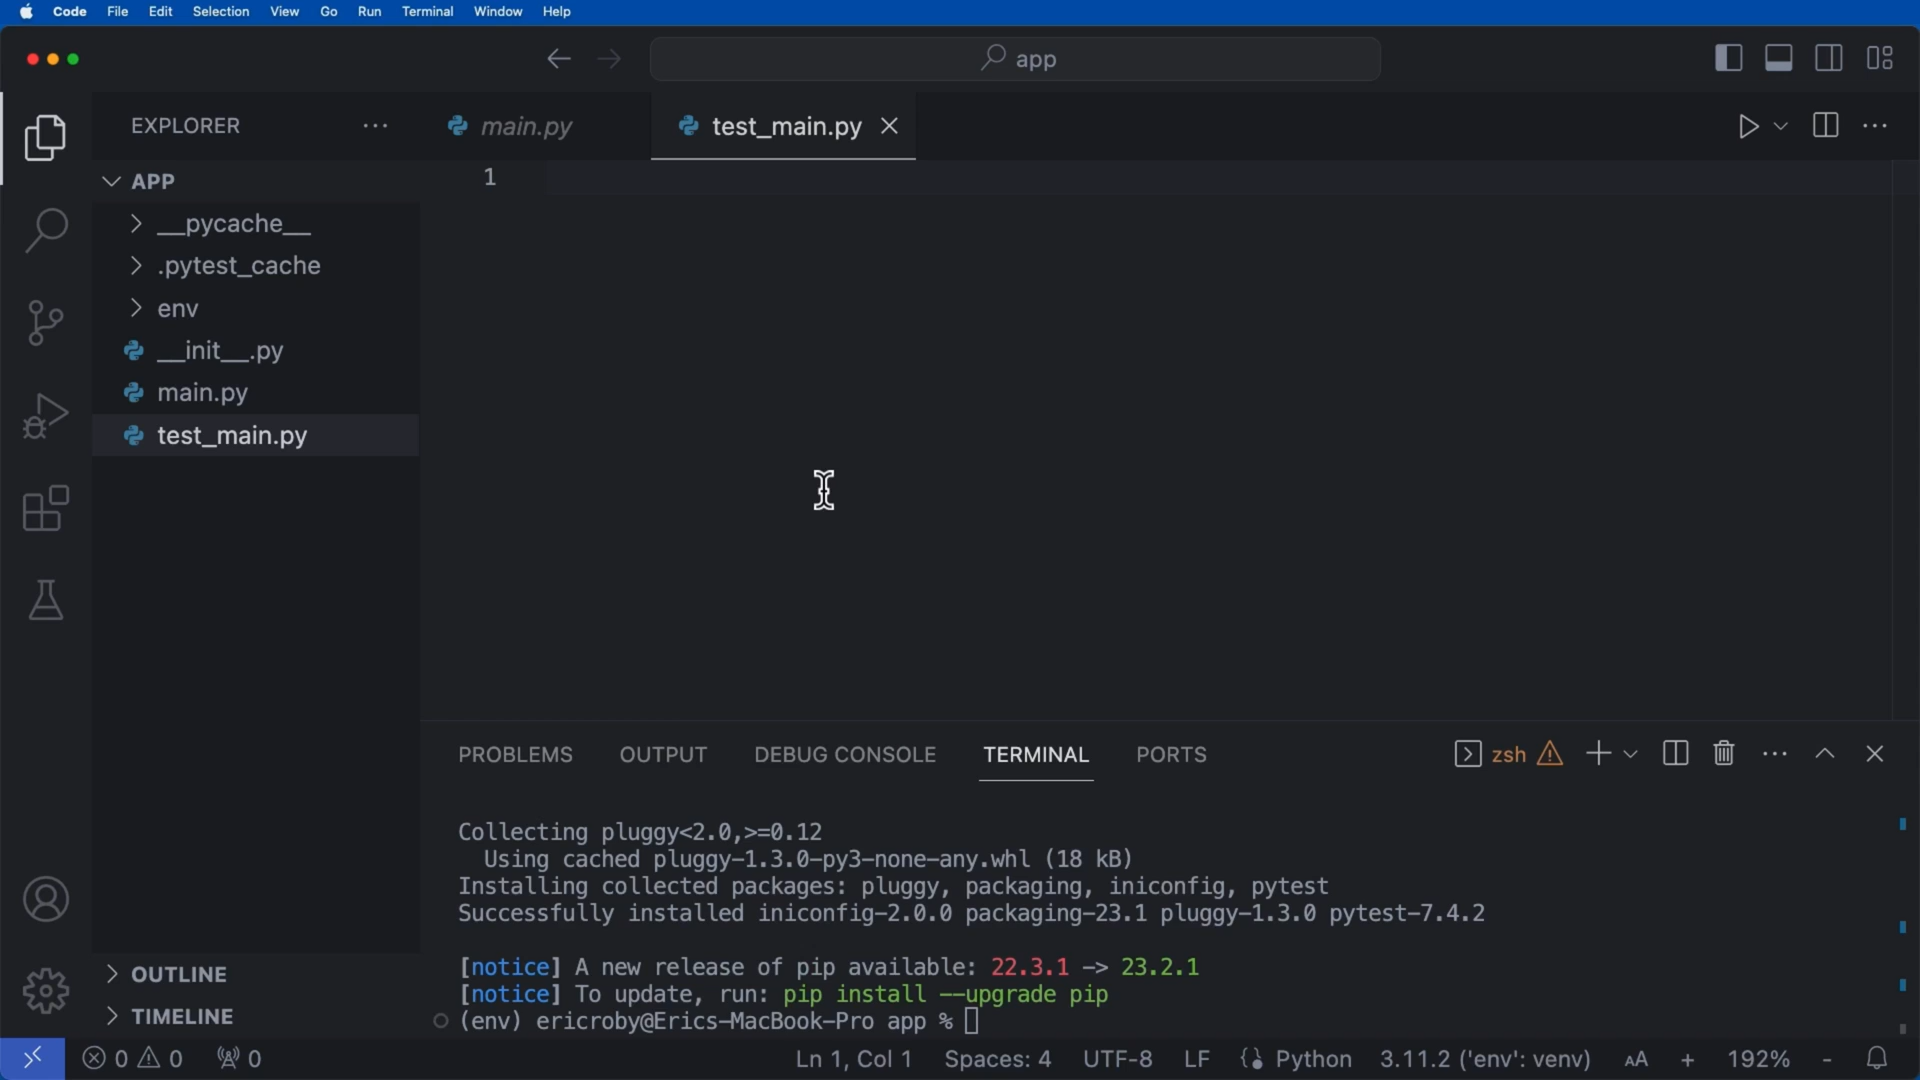 Code File Edit Selection View Go Run Terminal Window Help
app
EXPLORER
main.py
test_main.py
APP
__pycache__
.pytest_cache
env
__init__.py
main.py
test_main.py
OUTLINE
TIMELINE
1
PROBLEMS OUTPUT DEBUG CONSOLE TERMINAL PORTS
zsh
Collecting pluggy<2.0,>=0.12
Using cached pluggy-1.3.0-py3-none-any.whl (18 kB)
Installing collected packages: pluggy, packaging, iniconfig, pytest
Successfully installed iniconfig-2.0.0 packaging-23.1 pluggy-1.3.0 pytest-7.4.2
[notice] A new release of pip available: 22.3.1 -> 23.2.1
[notice] To update, run: pip install --upgrade pip
(env) ericroby@Erics-MacBook-Pro app %
0 0 0 Ln 1, Col 1 Spaces: 4 UTF-8 LF Python 3.11.2 ('env': venv) AA + 192% -